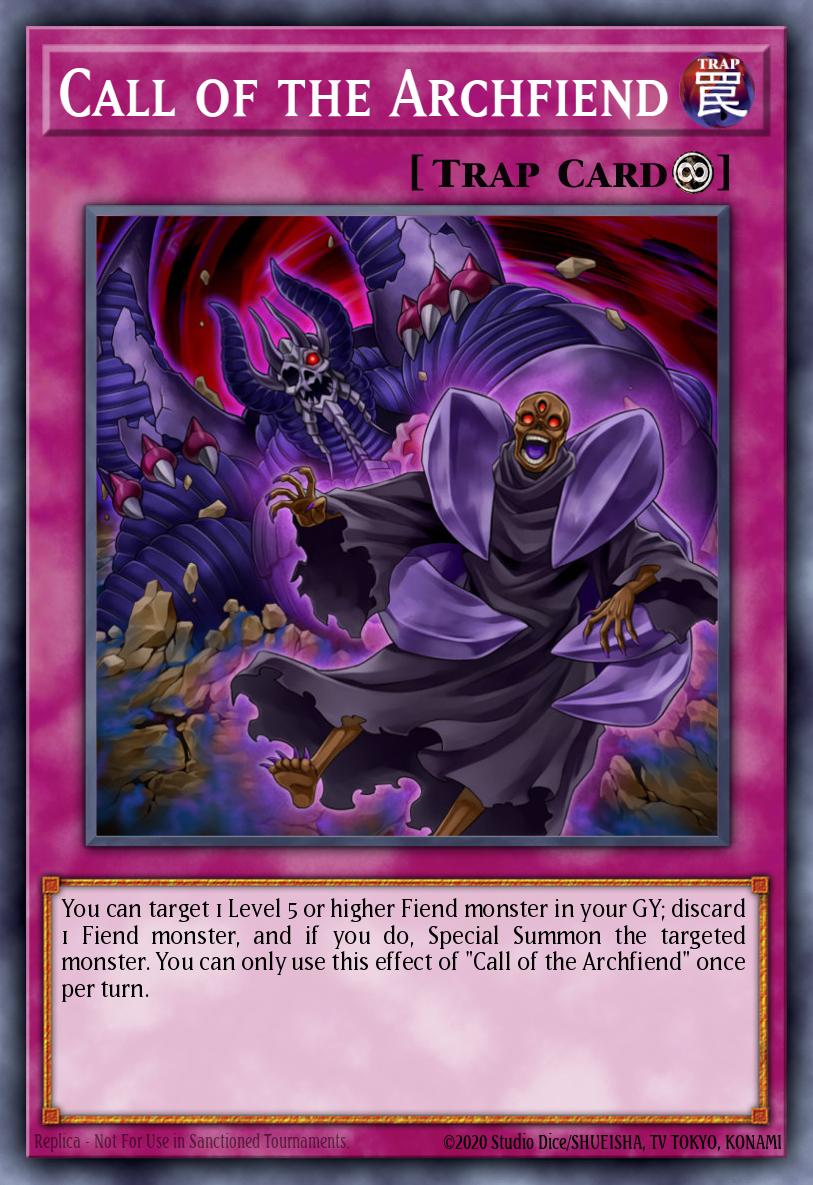 Call of the Archfiend
TRAP
罠
[Trap Card∞]
You can target 1 Level 5 or higher Fiend monster in your GY; discard
1 Fiend monster, and if you do, Special Summon the targeted
monster. You can only use this effect of "Call of the Archfiend" once
per turn.
Replica - Not For Use in Sanctioned Tournaments.
©2020 Studio Dice/SHUEISHA, TV TOKYO, KONAMI